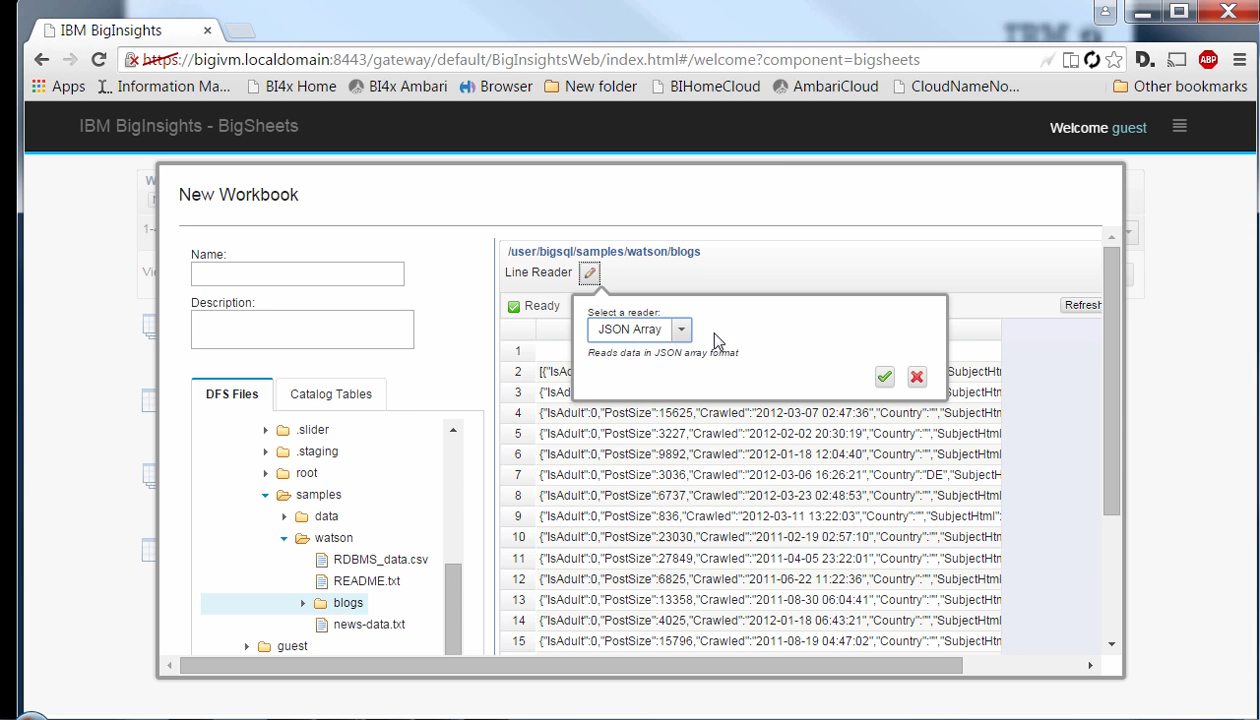 IBM BigInsights
https://bigivm.localdomain:8443/gateway/default/BigInsightsWeb/index.html#/welcome?component=bigsheets
Apps Information Ma... BI4x Home BI4x Ambari Browser New folder BIHomeCloud AmbariCloud CloudNameNo... Other bookmarks
IBM BigInsights - BigSheets
Welcome guest
New Workbook
Name:
Description:
DFS Files Catalog Tables
.slider
.staging
root
samples
data
watson
RDBMS_data.csv
README.txt
blogs
news-data.txt
guest
/user/bigsql/samples/watson/blogs
Line Reader
Ready
Refresh
Select a reader:
JSON Array
Reads data in JSON array format
1
2 [{"IsA SubjectHtml
3 {"IsAd SubjectH
4 {"IsAdult":0,"PostSize":15625,"Crawled":"2012-03-07 02:47:36","Country":"","SubjectHtm
5 {"IsAdult":0,"PostSize":3227,"Crawled":"2012-02-02 20:30:19","Country":"","SubjectHtml
6 {"IsAdult":0,"PostSize":9892,"Crawled":"2012-01-18 12:04:40","Country":"","SubjectHtml
7 {"IsAdult":0,"PostSize":3036,"Crawled":"2012-03-06 16:26:21","Country":"DE","SubjectH
8 {"IsAdult":0,"PostSize":6737,"Crawled":"2012-03-23 02:48:53","Country":"","SubjectHtml
9 {"IsAdult":0,"PostSize":836,"Crawled":"2012-03-11 13:22:03","Country":"","SubjectHtml"
10 {"IsAdult":0,"PostSize":23030,"Crawled":"2011-02-19 02:57:10","Country":"","SubjectHtm
11 {"IsAdult":0,"PostSize":27849,"Crawled":"2011-04-05 23:22:01","Country":"","SubjectHtm
12 {"IsAdult":0,"PostSize":6825,"Crawled":"2011-06-22 11:22:36","Country":"","SubjectHtml
13 {"IsAdult":0,"PostSize":13358,"Crawled":"2011-08-30 06:04:41","Country":"","SubjectHtm
14 {"IsAdult":0,"PostSize":4025,"Crawled":"2012-01-18 06:43:21","Country":"","SubjectHtml
15 {"IsAdult":0,"PostSize":15796,"Crawled":"2011-08-19 04:47:02","Country":"","SubjectHtm